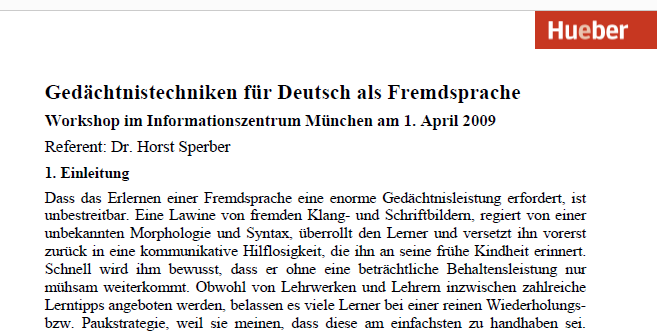 Hueber
Gedächtnistechniken für Deutsch als Fremdsprache
Workshop im Informationszentrum München am 1. April 2009
Referent: Dr. Horst Sperber
1. Einleitung
Dass das Erlernen einer Fremdsprache eine enorme Gedächtnisleistung erfordert, ist
unbestreitbar. Eine Lawine von fremden Klang- und Schriftbildern, regiert von einer
unbekannten Morphologie und Syntax, überrollt den Lerner und versetzt ihn vorerst
zurück in eine kommunikative Hilflosigkeit, die ihn an seine frühe Kindheit erinnert.
Schnell wird ihm bewusst, dass er ohne eine beträchtliche Behaltensleistung nur
mühsam weiterkommt. Obwohl von Lehrwerken und Lehrern inzwischen zahlreiche
Lerntipps angeboten werden, belassen es viele Lerner bei einer reinen Wiederholungs-
bzw. Paukstrategie, weil sie meinen, dass diese am einfachsten zu handhaben sei.